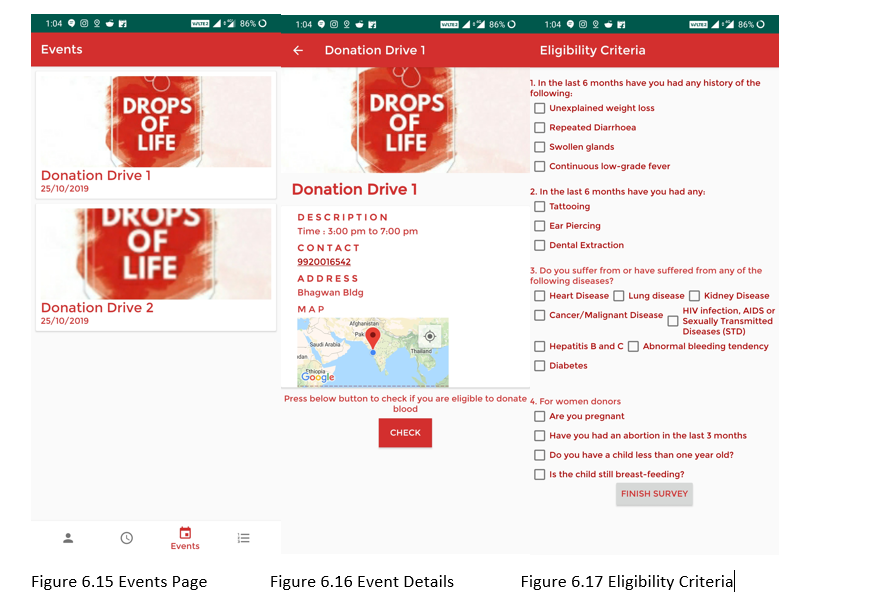 1:04 86%
Events
DROPS
OF
LIFE
Donation Drive 1
25/10/2019
DROPS
OF
LIFE
Donation Drive 2
25/10/2019
Events
1:04 86%
Donation Drive 1
DROPS
OF
LIFE
Donation Drive 1
DESCRIPTION
Time : 3:00 pm to 7:00 pm
CONTACT
9920016542
ADDRESS
Bhagwan Bldg
MAP
Afghanistan
Pak
Saudi Arabia
Thailand
dan
Ethiopia
Google
Press below button to check if you are eligible to donate
blood
CHECK
1:04 86%
Eligibility Criteria
1. In the last 6 months have you had any history of the
following:
Unexplained weight loss
Repeated Diarrhoea
Swollen glands
Continuous low-grade fever
2. In the last 6 months have you had any:
Tattooing
Ear Piercing
Dental Extraction
3. Do you suffer from or have suffered from any of the
following diseases?
Heart Disease Lung disease Kidney Disease
Cancer/Malignant Disease HIV infection, AIDS or
Sexually Transmitted
Diseases (STD)
Hepatitis B and C Abnormal bleeding tendency
Diabetes
4. For women donors
Are you pregnant
Have you had an abortion in the last 3 months
Do you have a child less than one year old?
Is the child still breast-feeding?
FINISH SURVEY
Figure 6.15 Events Page
Figure 6.16 Event Details
Figure 6.17 Eligibility Criteria